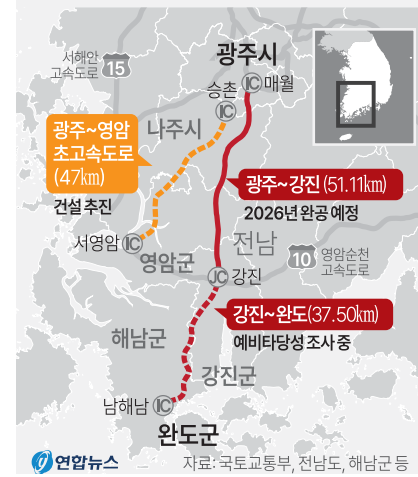 서해안
고속도로
15
광주시
IC 매월
승촌
IC
광주~영암
초고속도로
(47㎞)
건설 추진
나주시
광주~강진 (51.11㎞)
2026년 완공 예정
서영암 IC
전남
영암군
10
영암순천
고속도로
JC 강진
강진~완도(37.50㎞)
예비타당성 조사 중
해남군
강진군
남해남 IC
완도군
연합뉴스
자료: 국토교통부, 전남도, 해남군 등